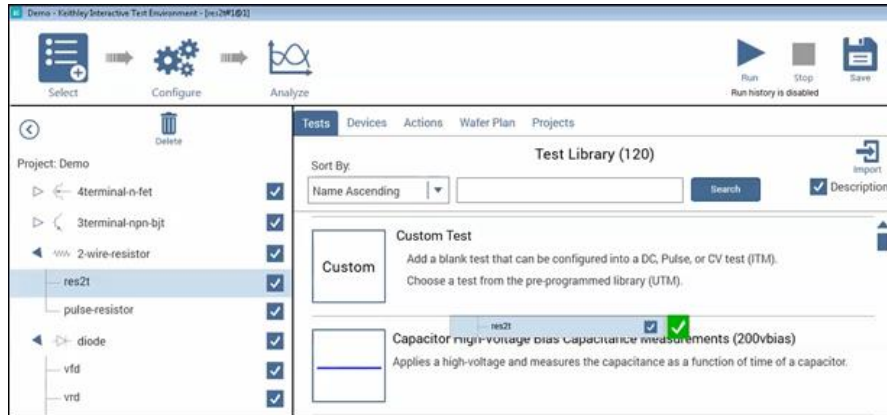 Demo - Keithley Interactive Test Environment - [res2t#1@1]
Select
Configure
Analyze
Run
Stop
Save
Run history is disabled
Delete
Project: Demo
4terminal-n-fet
3terminal-npn-bjt
2-wire-resistor
res2t
pulse-resistor
diode
vfd
vrd
Tests Devices Actions Wafer Plan Projects
Test Library (120)
Import
Sort By:
Name Ascending
Search
Description
Custom
Custom Test
Add a blank test that can be configured into a DC, Pulse, or CV test (ITM).
Choose a test from the pre-programmed library (UTM).
res2t
Capacitor High-Voltage Bias Capacitance Measurements (200vbias)
Applies a high-voltage and measures the capacitance as a function of time of a capacitor.